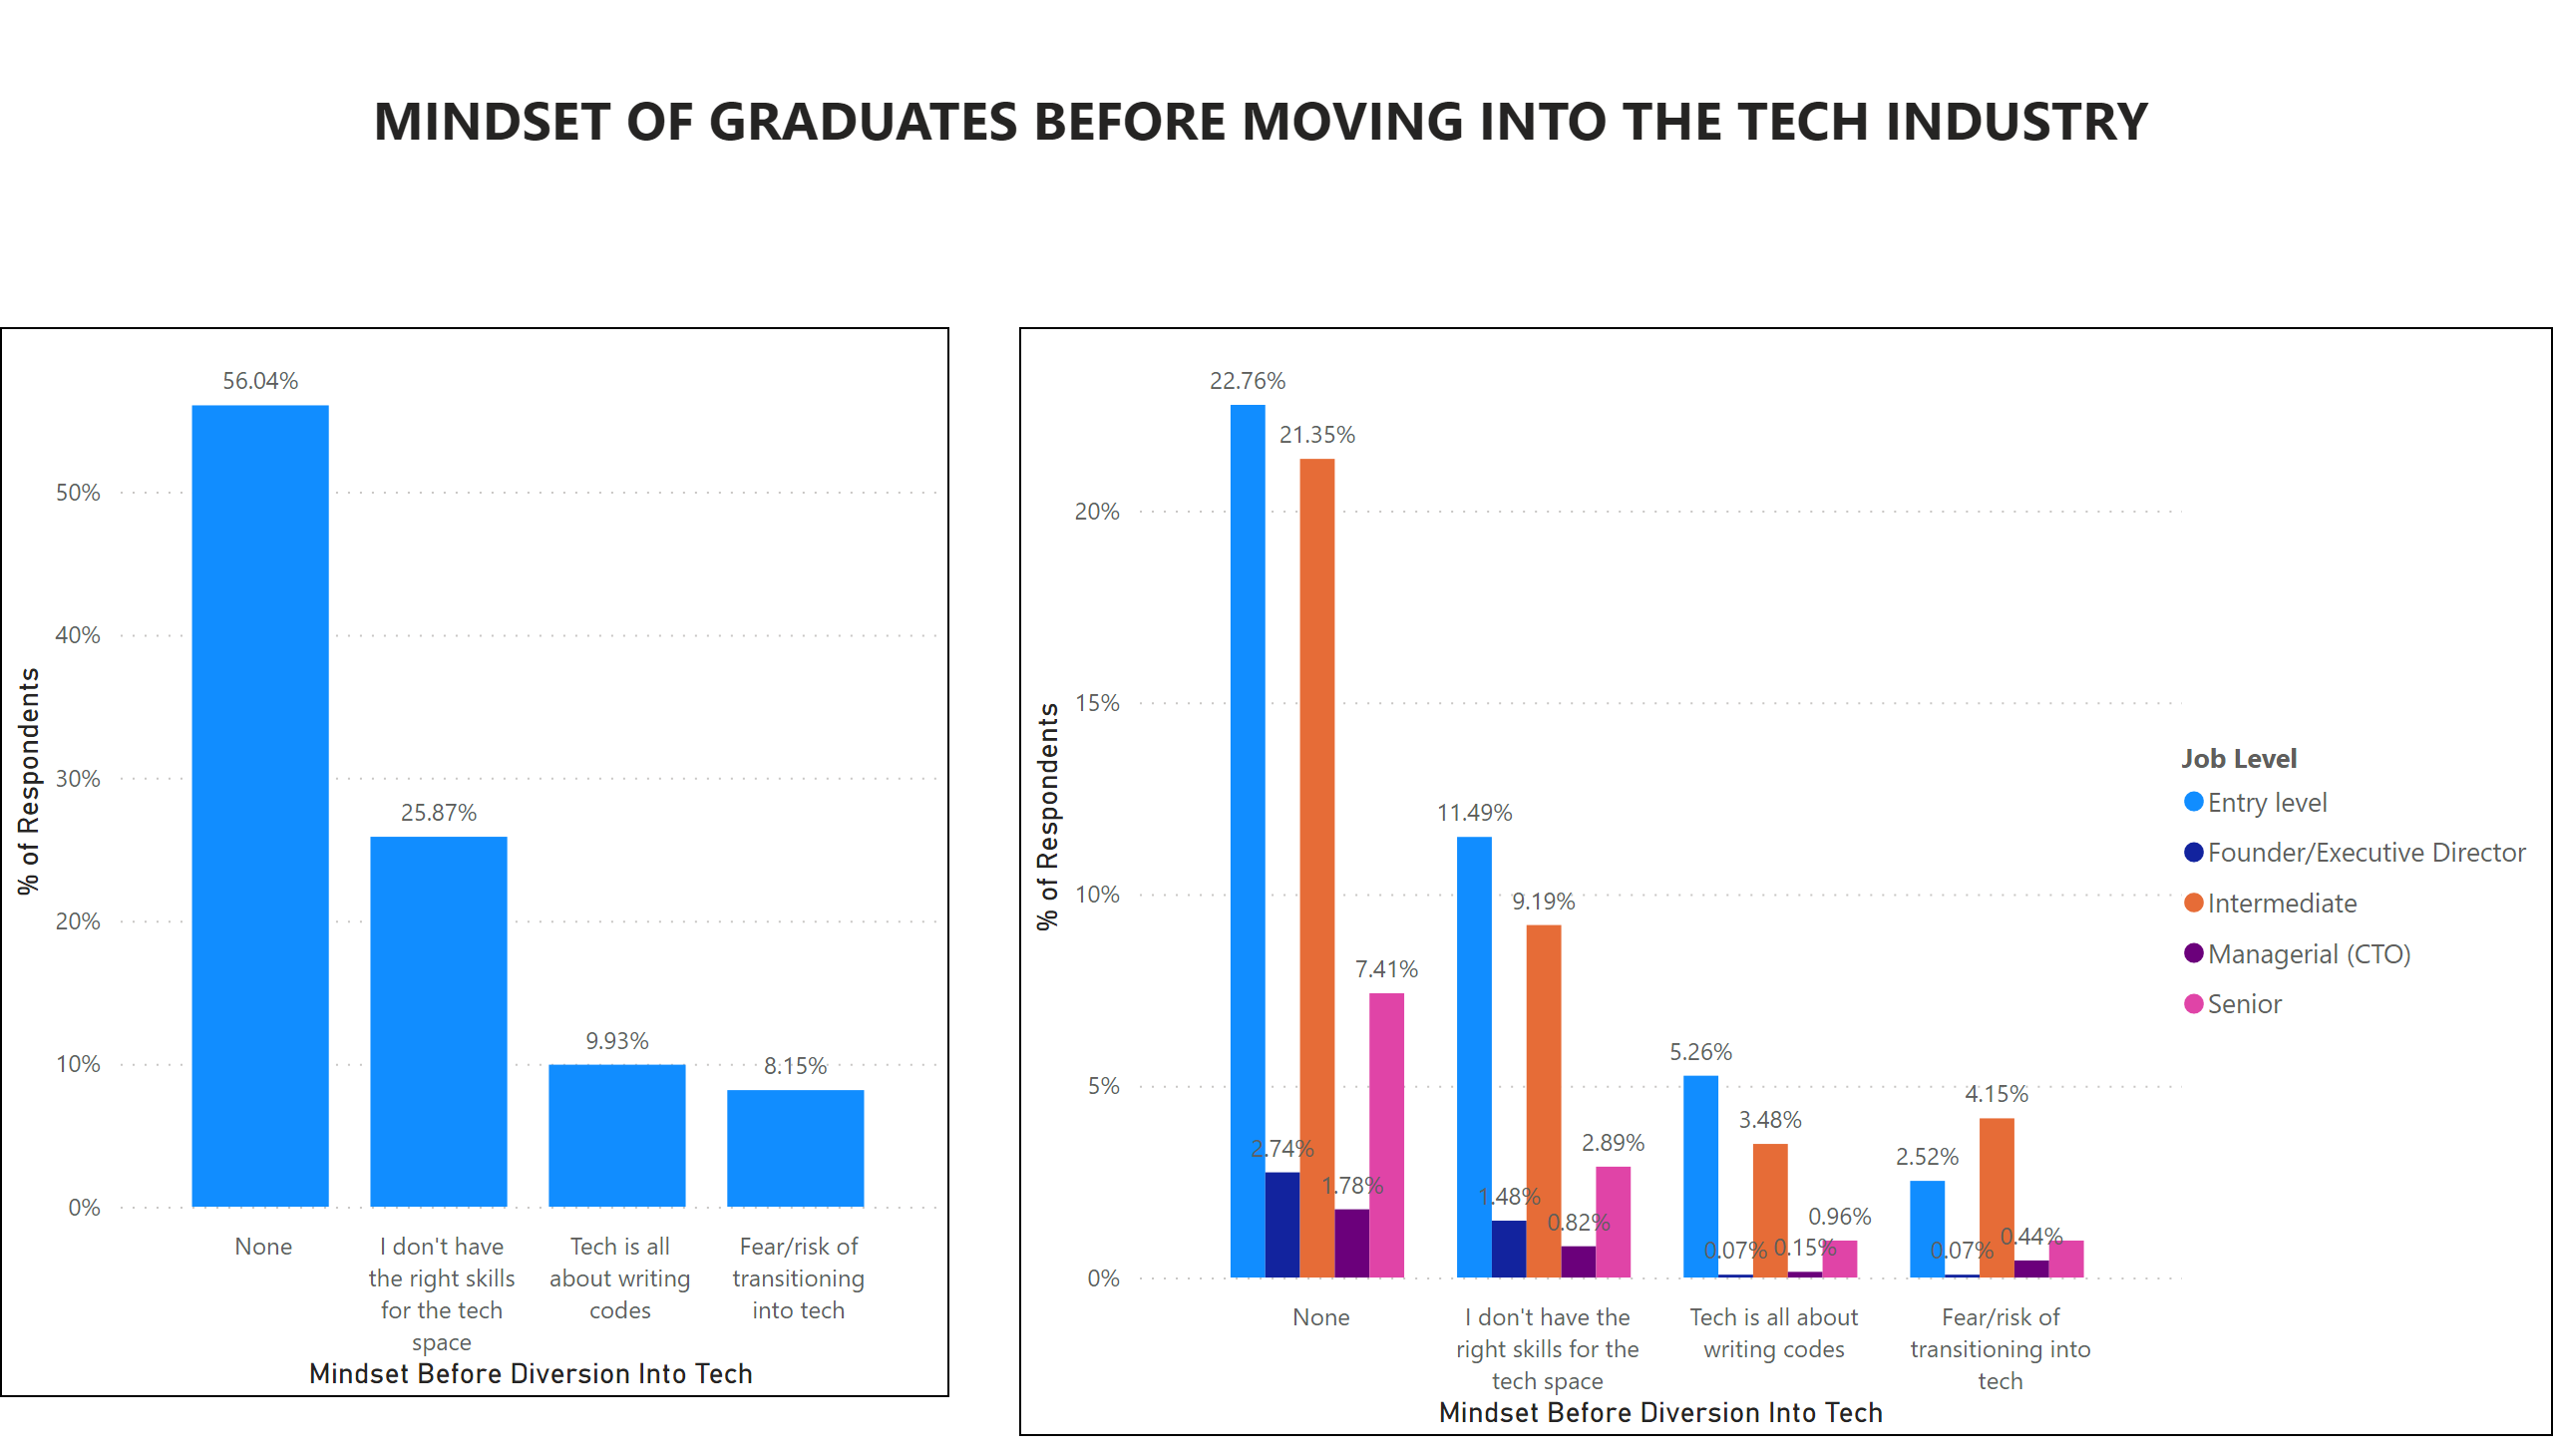 MINDSET OF GRADUATES BEFORE MOVING INTO THE TECH INDUSTRY
% of Respondents
50%
40%
30%
20%
10%
0%
56.04%
25.87%
9.93%
8.15%
None
I don't have
the right skills
for the tech
space
Tech is all
about writing
codes
Fear/risk of
transitioning
into tech
Mindset Before Diversion Into Tech
% of Respondents
20%
15%
10%
5%
0%
22.76%
2.74%
21.35%
1.78%
7.41%
11.49%
1.48%
9.19%
0.82%
2.89%
5.26%
0.07%
3.48%
0.15%
0.96%
2.52%
0.07%
4.15%
0.44%
None
I don't have the
right skills for the
tech space
Tech is all about
writing codes
Fear/risk of
transitioning into
tech
Mindset Before Diversion Into Tech
Job Level
Entry level
Founder/Executive Director
Intermediate
Managerial (CTO)
Senior